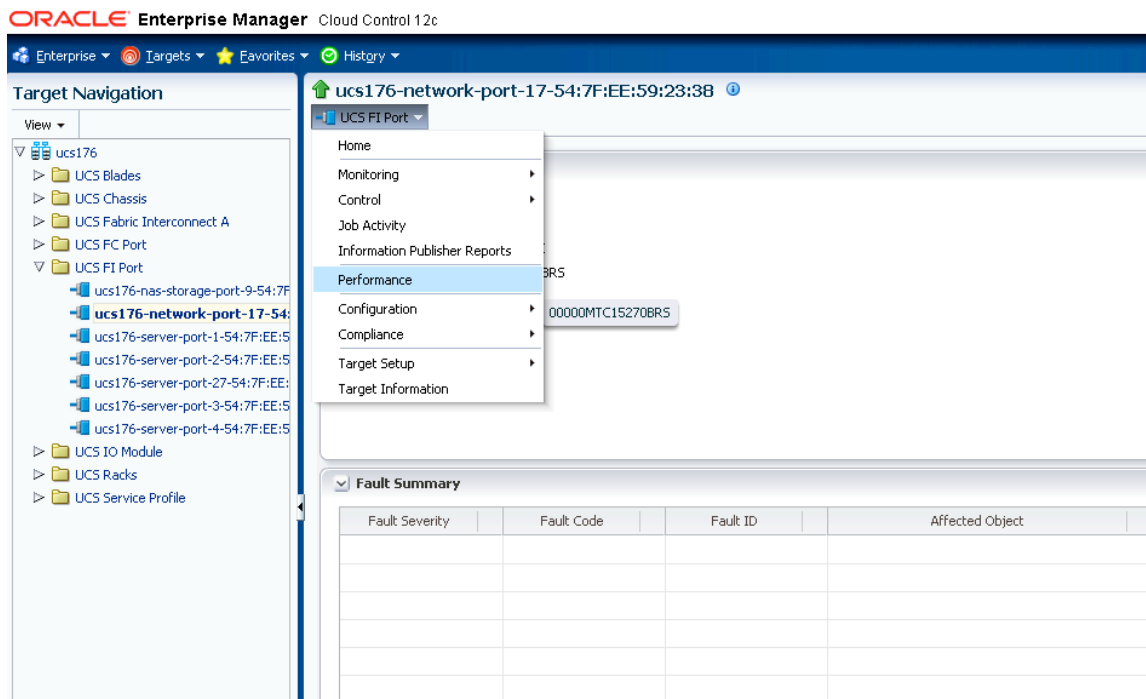 ORACLE Enterprise Manager Cloud Control 12c
Enterprise Targets Favorites History
Target Navigation
View
ucs176
UCS Blades
UCS Chassis
UCS Fabric Interconnect A
UCS FC Port
UCS FI Port
ucs176-nas-storage-port-9-54:7F
ucs176-network-port-17-54:
ucs176-server-port-1-54:7F:EE:5
ucs176-server-port-2-54:7F:EE:5
ucs176-server-port-27-54:7F:EE:
ucs176-server-port-3-54:7F:EE:5
ucs176-server-port-4-54:7F:EE:5
UCS IO Module
UCS Racks
UCS Service Profile
ucs176-network-port-17-54:7F:EE:59:23:38
UCS FI Port
Home
Monitoring
Control
Job Activity
Information Publisher Reports
Performance
Configuration
Compliance
Target Setup
Target Information
BRS
00000MTC15270BRS
Fault Summary
Fault Severity Fault Code Fault ID Affected Object